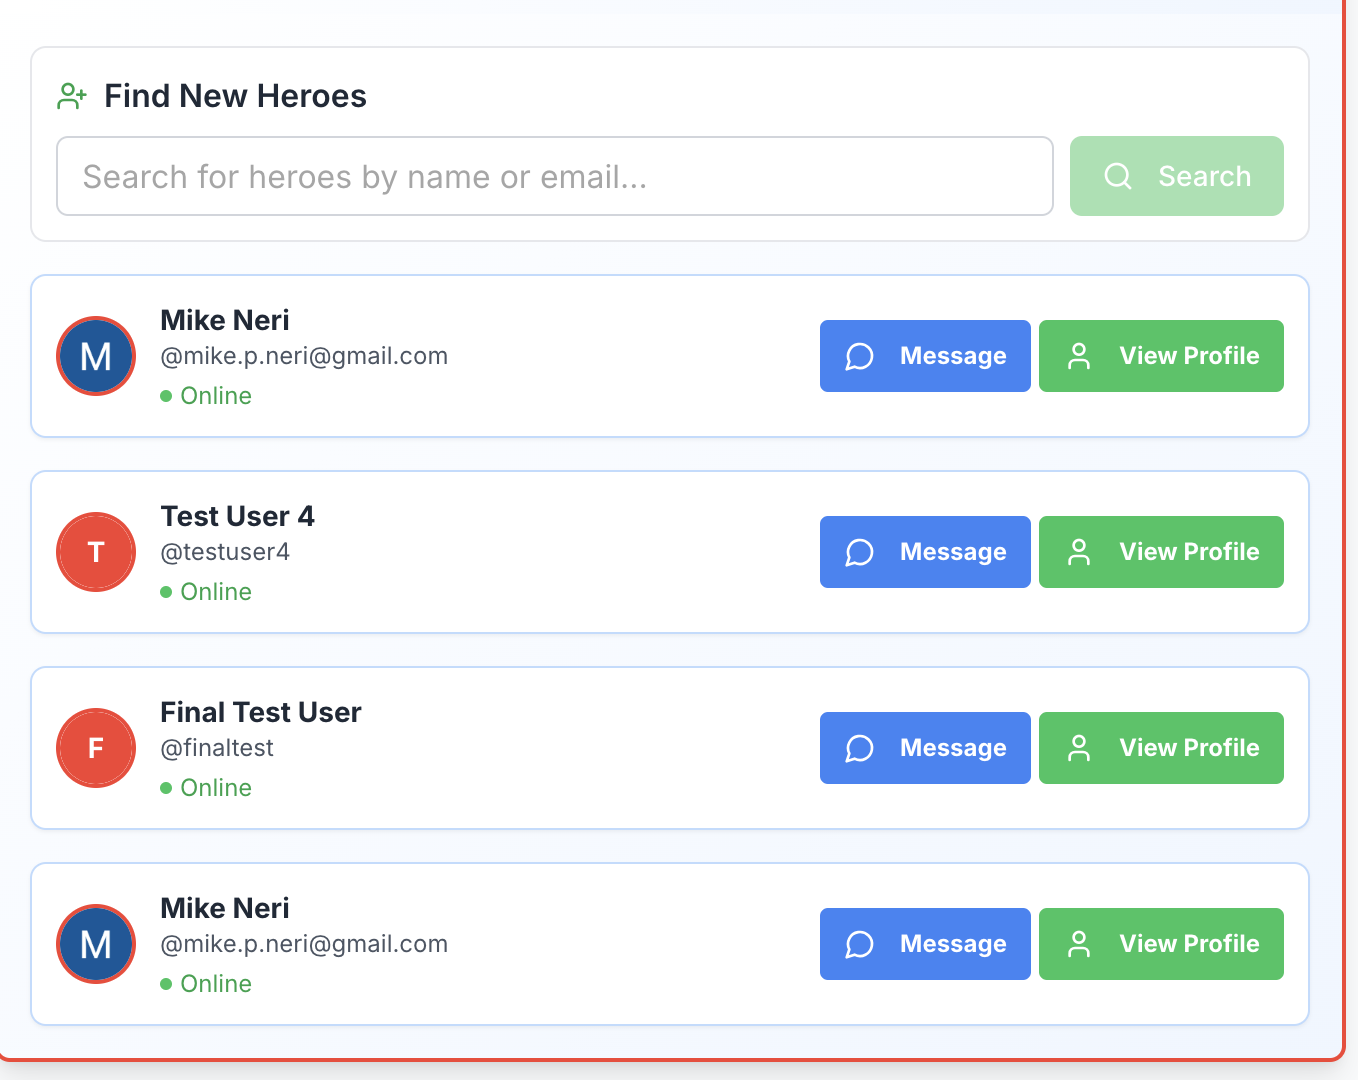 Find New Heroes
Search for heroes by name or email...
Search
M
Mike Neri
@mike.p.neri@gmail.com
Online
Message
View Profile
T
Test User 4
@testuser4
Online
Message
View Profile
F
Final Test User
@finaltest
Online
Message
View Profile
M
Mike Neri
@mike.p.neri@gmail.com
Online
Message
View Profile